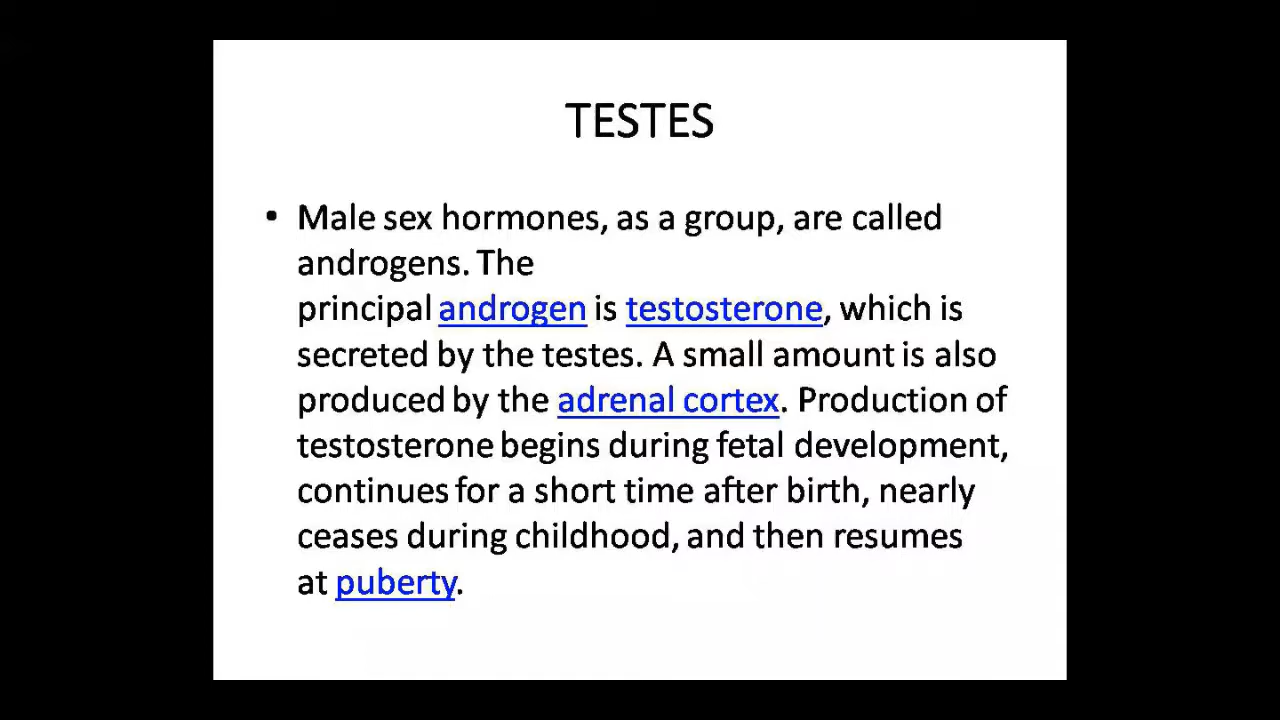 TESTES
• Male sex hormones, as a group, are called
androgens. The
principal androgen is testosterone, which is
secreted by the testes. A small amount is also
produced by the adrenal cortex. Production of
testosterone begins during fetal development,
continues for a short time after birth, nearly
ceases during childhood, and then resumes
at puberty.